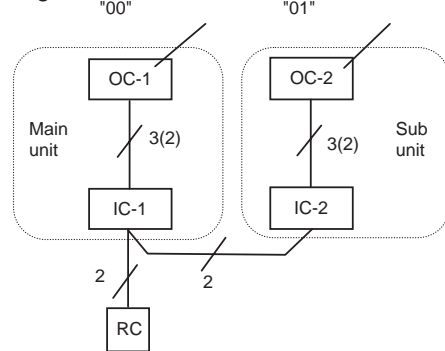 "00" "01"
OC-1 OC-2
Main
unit
3(2) 3(2)
Sub
unit
IC-1 IC-2
2 2
RC